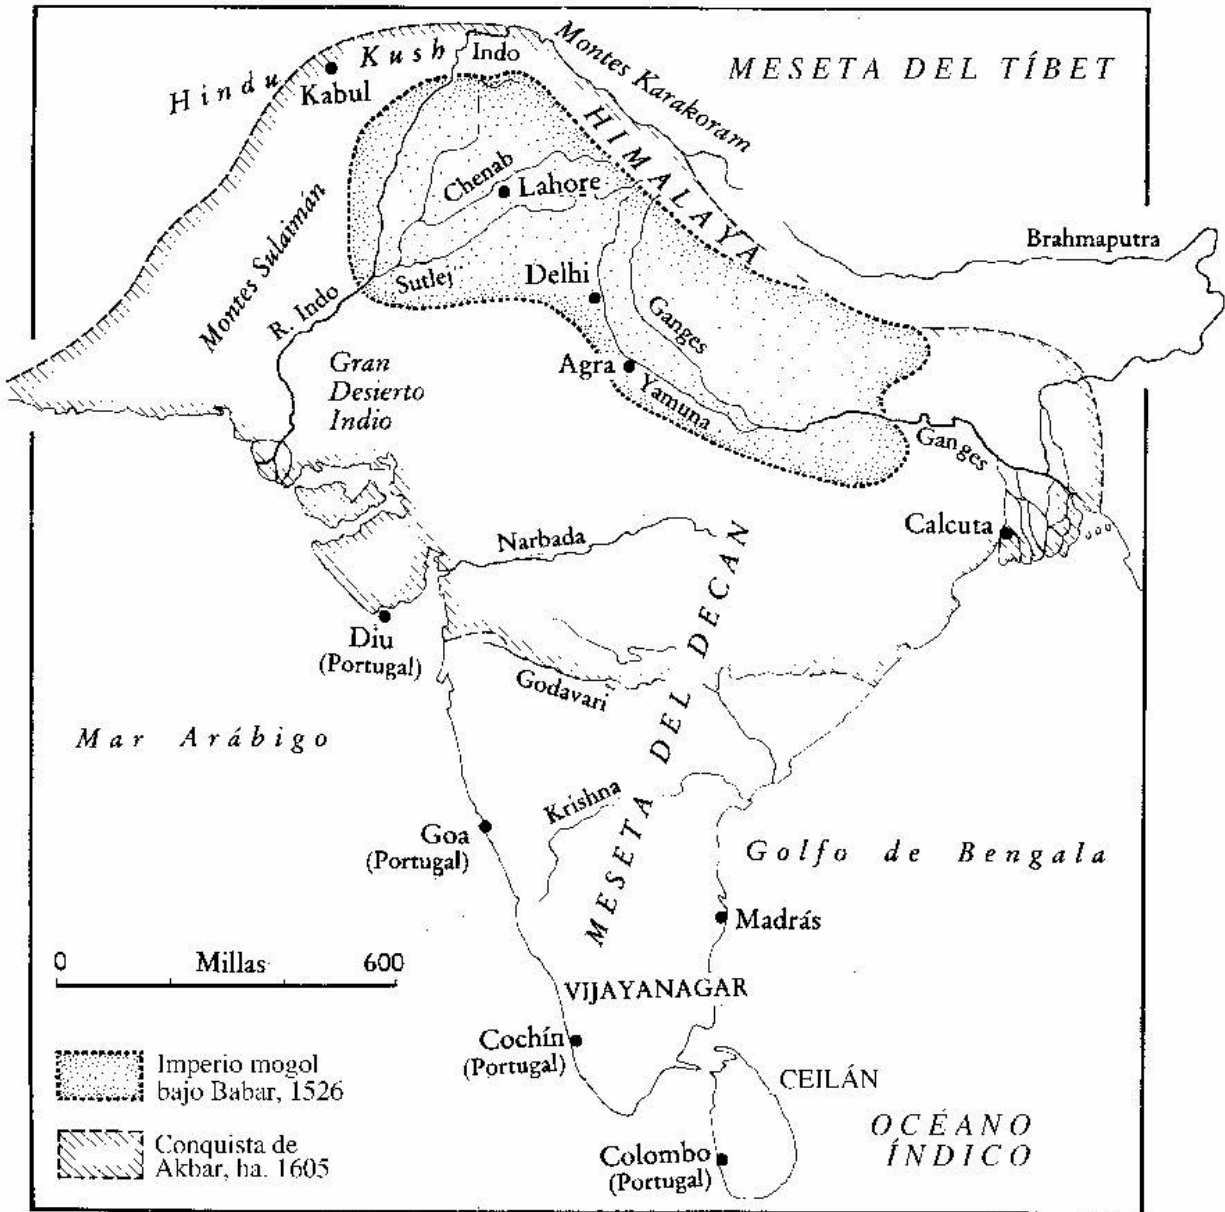 MESETA DEL TÍBET
Hindu Kush
Indo
Montes Karakoram
Kabul
HIMALAYA
Chenab
Lahore
Montes Sulaimán
Brahmaputra
Sutlej
Delhi
R. Indo
Ganges
Gran
Desierto
Indio
Agra
Yamuna
Ganges
Calcuta
Narbada
MESETA DEL DECAN
Diu
(Portugal)
Godavari
Mar Arábigo
Krishna
Goa
(Portugal)
Golfo de Bengala
Madrás
0 Millas 600
VIJAYANAGAR
Cochín
(Portugal)
CEILÁN
Imperio mogol
bajo Babar, 1526
OCÉANO
ÍNDICO
Conquista de
Akbar, ha. 1605
Colombo
(Portugal)